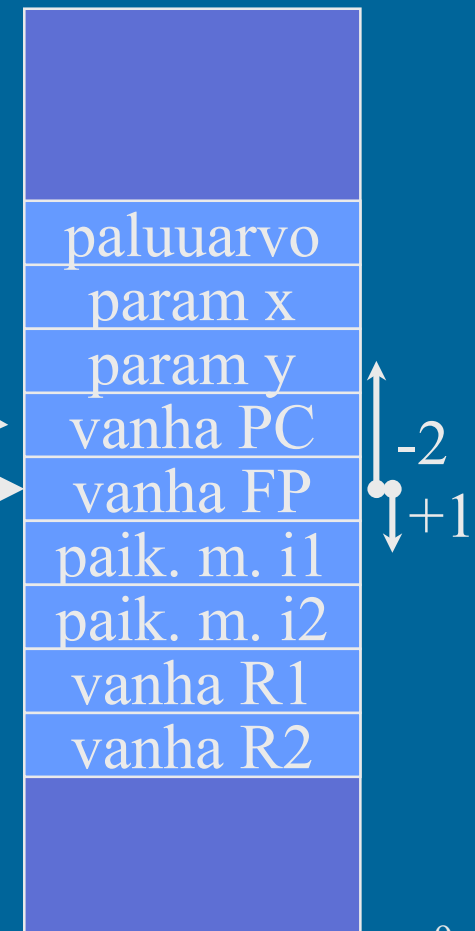 paluuarvo
param x
param y
vanha PC
-2
vanha FP
+1
paik. m. i1
paik. m. i2
vanha R1
vanha R2